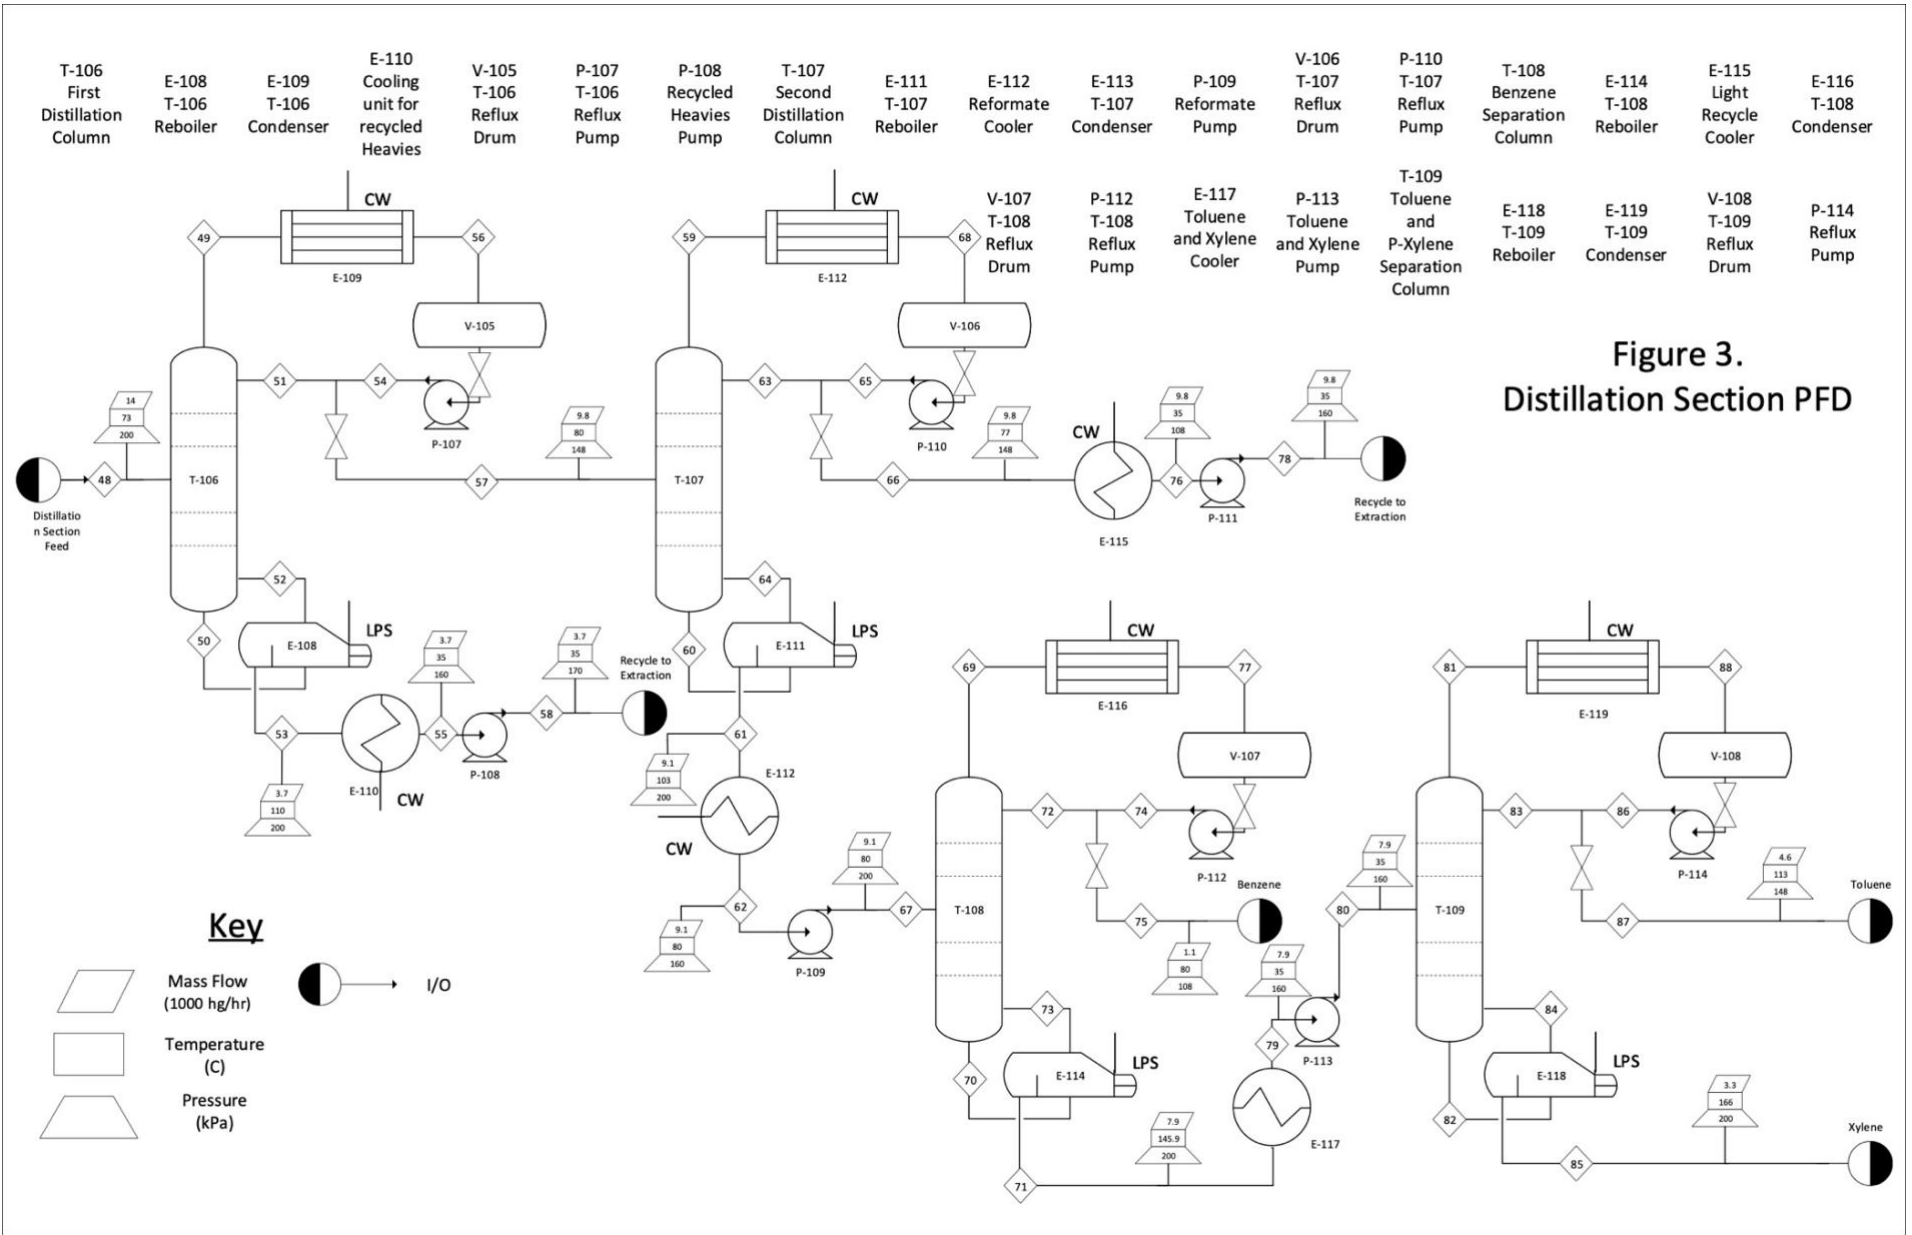 T-106
First
Distillation
Column
E-108
T-106
Reboiler
E-109
T-106
Condenser
E-110
Cooling
unit for
recycled
Heavies
V-105
T-106
Reflux
Drum
P-107
T-106
Reflux
Pump
P-108
Recycled
Heavies
Pump
T-107
Second
Distillation
Column
E-111
T-107
Reboiler
E-112
Reformate
Cooler
E-113
T-107
Condenser
P-109
Reformate
Pump
V-106
T-107
Reflux
Drum
P-110
T-107
Reflux
Pump
T-108
Benzene
Separation
Column
E-114
T-108
Reboiler
E-115
Light
Recycle
Cooler
E-116
T-108
Condenser
V-107
T-108
Reflux
Drum
P-112
T-108
Reflux
Pump
E-117
Toluene
and Xylene
Cooler
P-113
Toluene
and Xylene
Pump
T-109
Toluene
and
P-Xylene
Separation
Column
E-118
T-109
Reboiler
E-119
T-109
Condenser
V-108
T-109
Reflux
Drum
P-114
Reflux
Pump
Figure 3.
Distillation Section PFD
CW
49
56
E-109
V-105
51
54
P-107
14
73
200
48
Distillatio
n Section
Feed
T-106
9.8
80
148
57
52
50
E-108
LPS
53
3.7
110
200
E-110
CW
3.7
35
160
55
P-108
3.7
35
170
58
Recycle to
Extraction
CW
59
68
E-112
V-106
63
65
P-110
T-107
9.8
77
148
66
CW
E-115
9.8
35
108
76
P-111
78
9.8
35
160
Recycle to
Extraction
64
60
E-111
LPS
61
9.1
103
200
E-112
CW
62
9.1
80
160
P-109
9.1
80
200
67
CW
69
77
E-116
V-107
72
74
P-112
T-108
75
Benzene
1.1
80
108
73
70
E-114
LPS
71
7.9
145.9
200
E-117
79
7.9
35
160
P-113
80
7.9
35
160
CW
81
88
E-119
V-108
83
86
P-114
T-109
87
4.6
113
148
Toluene
84
82
E-118
LPS
85
3.3
166
200
Xylene
Key
Mass Flow
(1000 hg/hr)
I/O
Temperature
(C)
Pressure
(kPa)